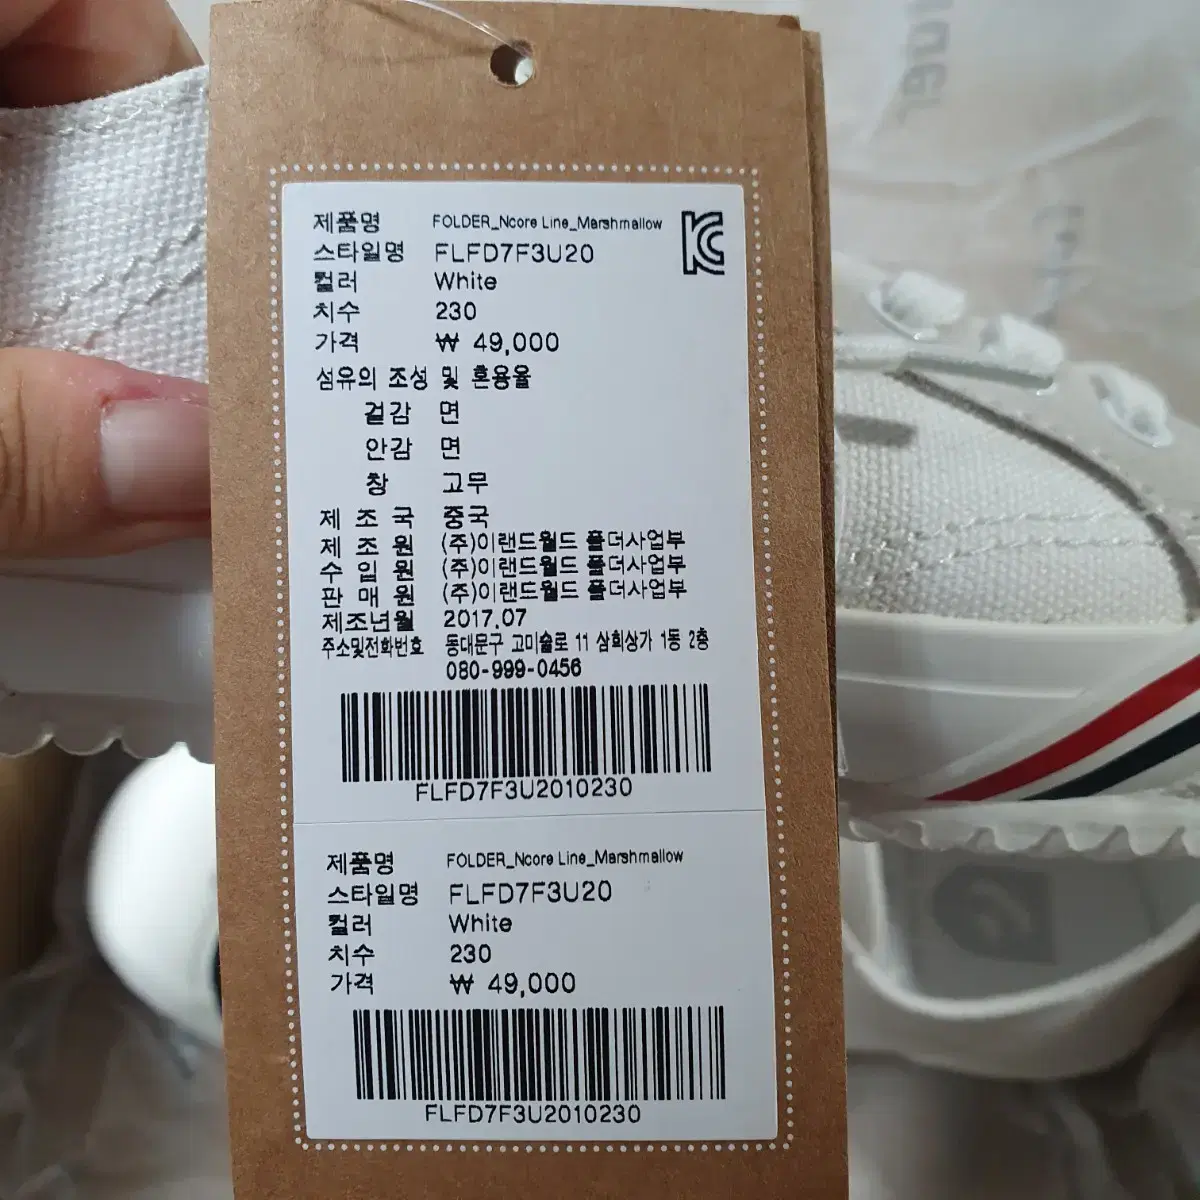 제품명 FOLDER_Ncore Line_Marshmallow
스타일명 FLFD7F3U20
컬러 White
치수 230
가격 ₩ 49,000
섬유의 조성 및 혼용율
겉감 면
안감 면
창 고무
제 조 국 중국
제 조 원 (주)이랜드월드 폴더사업부
수 입 원 (주)이랜드월드 폴더사업부
판 매 원 (주)이랜드월드 폴더사업부
제조년월 2017.07
주소및전화번호 동대문구 고미술로 11 삼희상가 1동 2층
080-999-0456
FLFD7F3U2010230
제품명 FOLDER_Ncore Line_Marshmallow
스타일명 FLFD7F3U20
컬러 White
치수 230
가격 ₩ 49,000
FLFD7F3U2010230